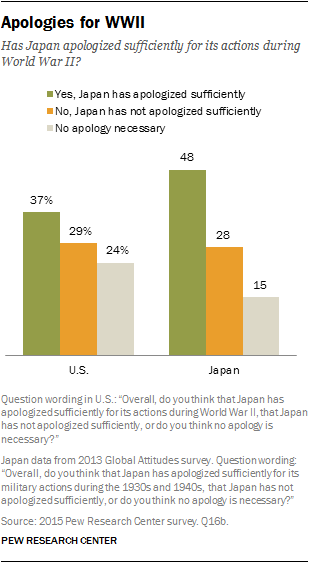 Apologies for WWII
Has Japan apologized sufficiently for its actions during
World War II?
Yes, Japan has apologized sufficiently
No, Japan has not apologized sufficiently
No apology necessary
37%
29%
24%
48
28
15
U.S.
Japan
Question wording in U.S.: “Overall, do you think that Japan has
apologized sufficiently for its actions during World War II, that Japan
has not apologized sufficiently, or do you think no apology is
necessary?”
Japan data from 2013 Global Attitudes survey. Question wording:
“Overall, do you think that Japan has apologized sufficiently for its
military actions during the 1930s and 1940s, that Japan has not
apologized sufficiently, or do you think no apology is necessary?”
Source: 2015 Pew Research Center survey. Q16b.
PEW RESEARCH CENTER